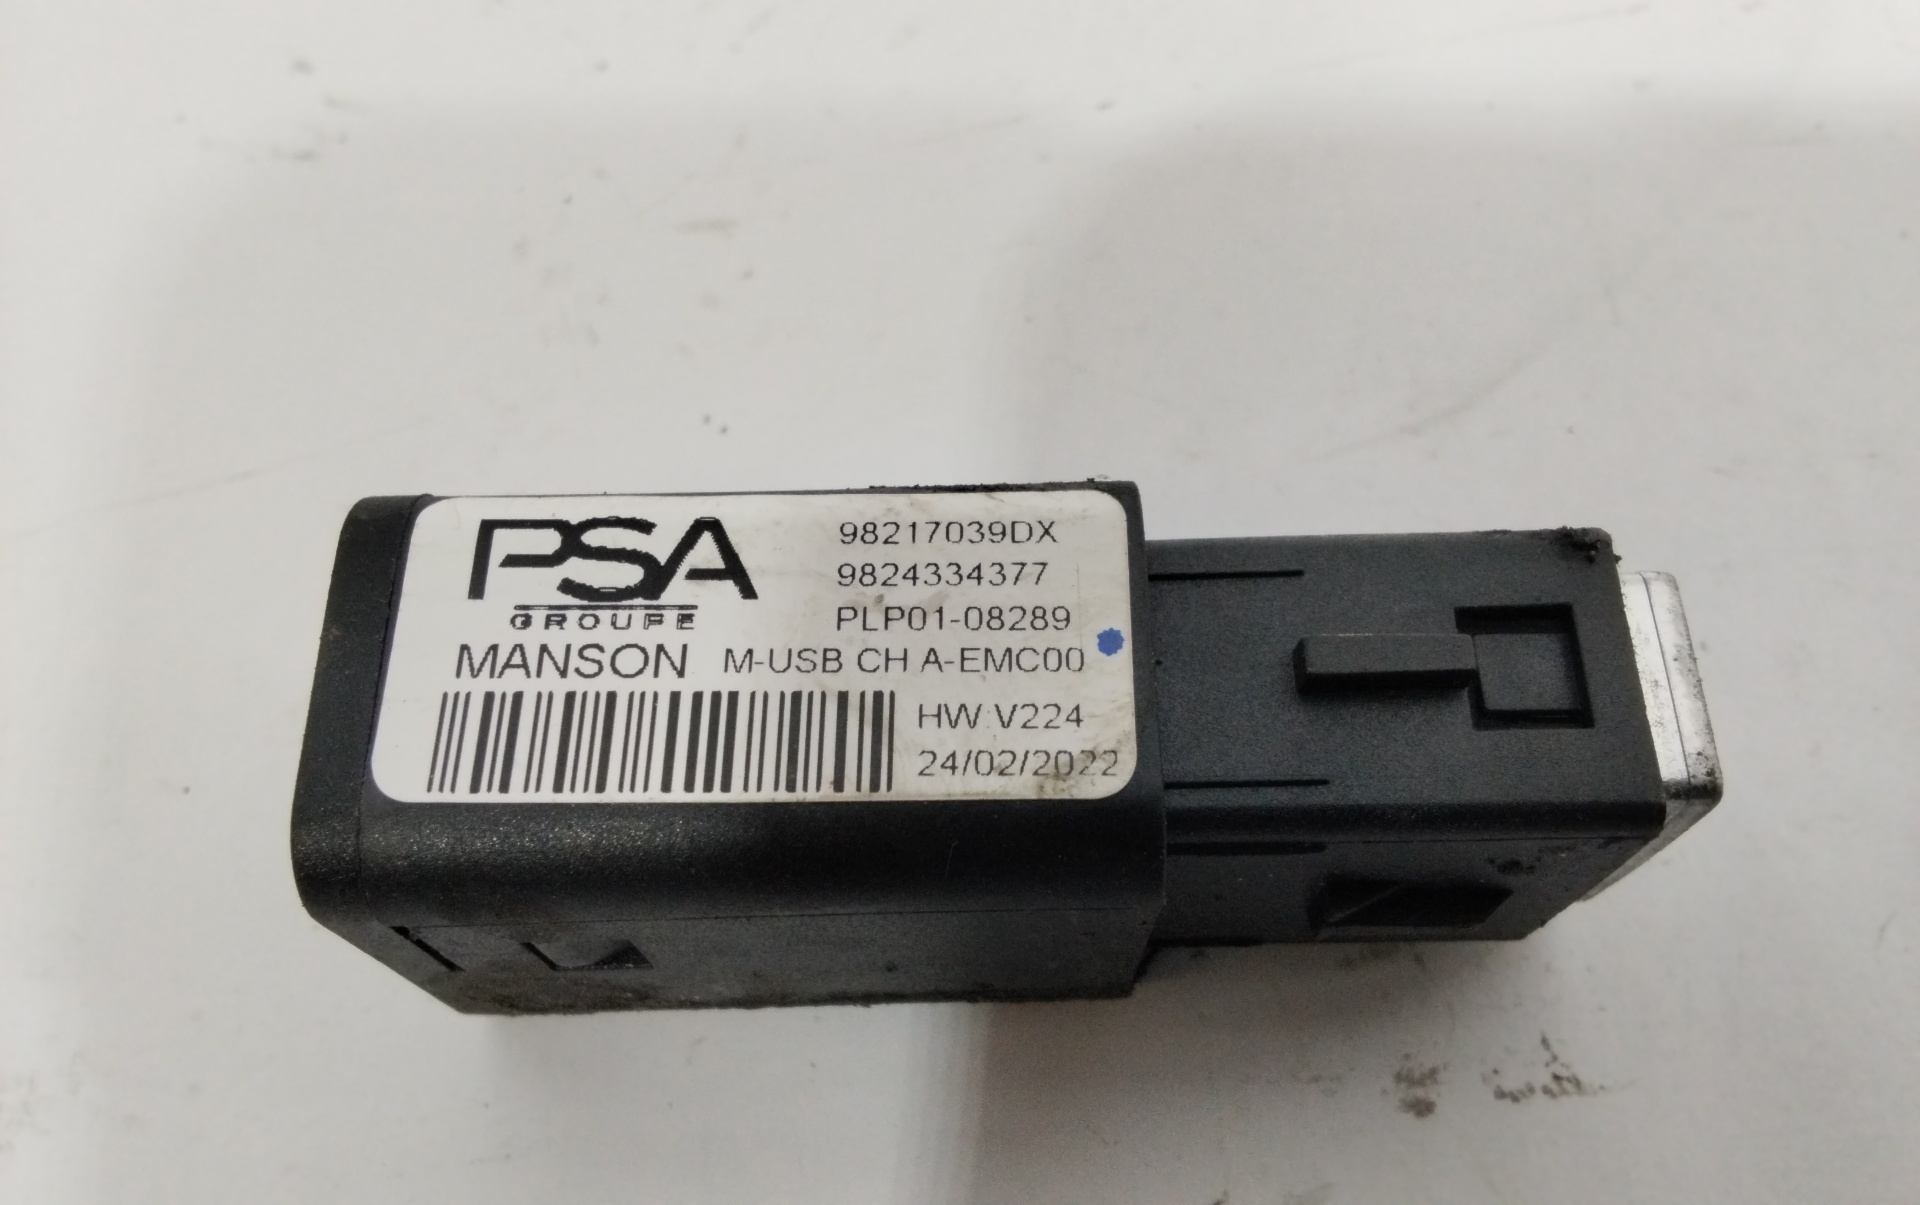 PSA
GROUPE
98217039DX
9824334377
PLP01-08289
MANSON M-USB CH A-EMC00
HW:V224
24/02/2022